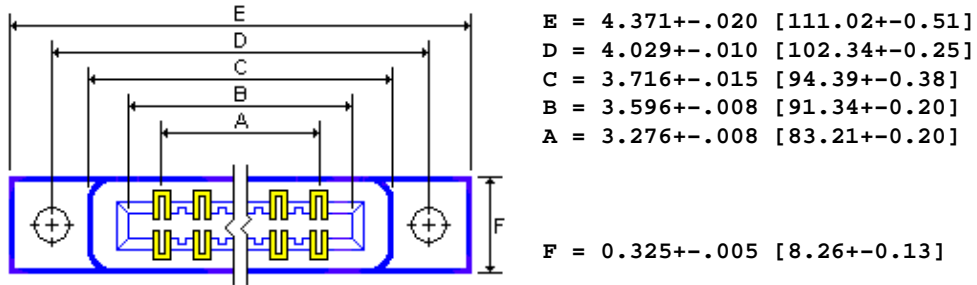 E
D
C
B
A
F
E = 4.371+-.020 [111.02+-0.51]
D = 4.029+-.010 [102.34+-0.25]
C = 3.716+-.015 [94.39+-0.38]
B = 3.596+-.008 [91.34+-0.20]
A = 3.276+-.008 [83.21+-0.20]
F = 0.325+-.005 [8.26+-0.13]